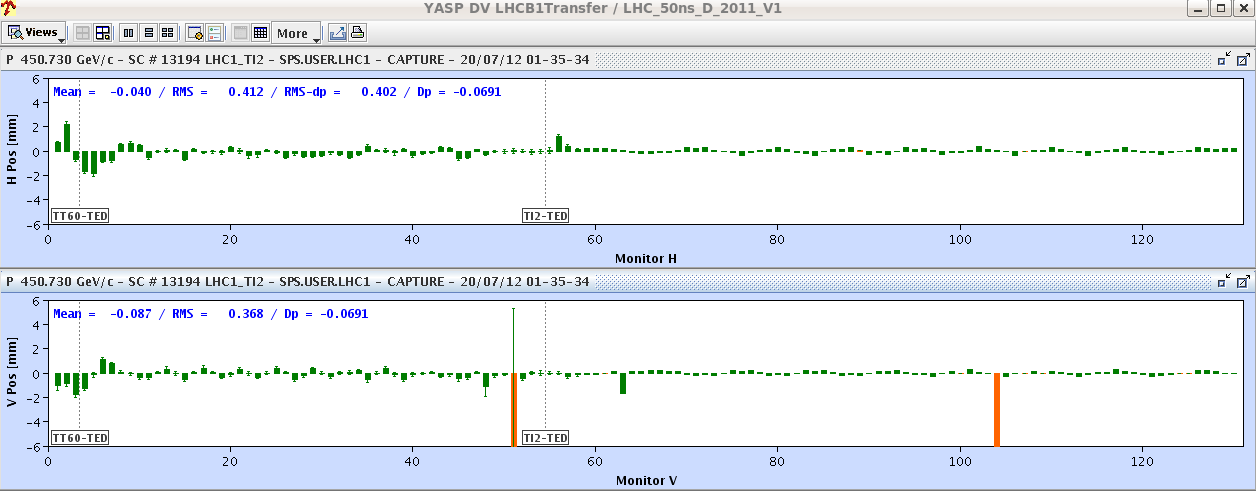 YASP DV LHCB1Transfer / LHC_50ns_D_2011_V1
Views
More
P 450.730 GeV/c - SC # 13194 LHC1_TI2 - SPS.USER.LHC1 - CAPTURE - 20/07/12 01-35-34
Mean = -0.040 / RMS = 0.412 / RMS-dp = 0.402 / Dp = -0.0691
H Pos [mm]
6
4
2
0
-2
-4
-6
TT60-TED
TI2-TED
0 20 40 60 80 100 120
Monitor H
P 450.730 GeV/c - SC # 13194 LHC1_TI2 - SPS.USER.LHC1 - CAPTURE - 20/07/12 01-35-34
Mean = -0.087 / RMS = 0.368 / Dp = -0.0691
V Pos [mm]
6
4
2
0
-2
-4
-6
TT60-TED
TI2-TED
0 20 40 60 80 100 120
Monitor V